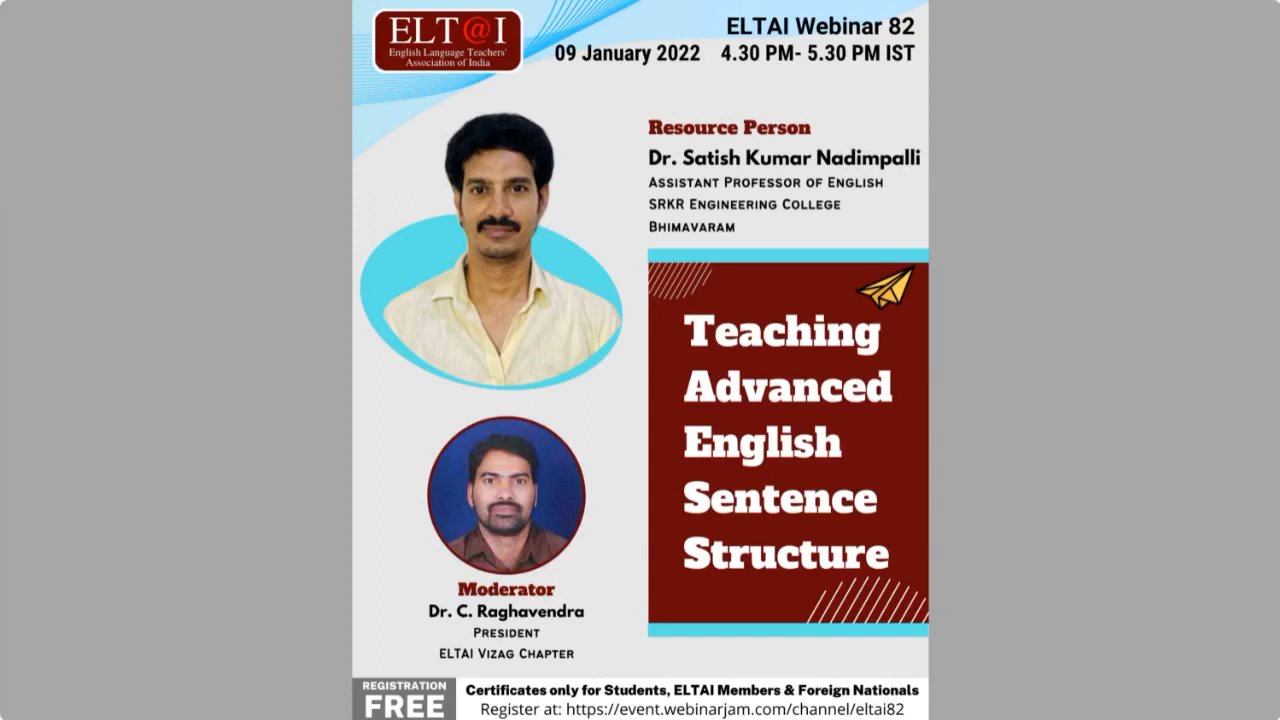 ELT@I
English Language Teachers'
Association of India
ELTAI Webinar 82
09 January 2022 4.30 PM- 5.30 PM IST
Resource Person
Dr. Satish Kumar Nadimpalli
ASSISTANT PROFESSOR OF ENGLISH
SRKR ENGINEERING COLLEGE
BHIMAVARAM
Teaching
Advanced
English
Sentence
Structure
Moderator
Dr. C. Raghavendra
PRESIDENT
ELTAI VIZAG CHAPTER
REGISTRATION
FREE
Certificates only for Students, ELTAI Members & Foreign Nationals
Register at: https://event.webinarjam.com/channel/eltai82